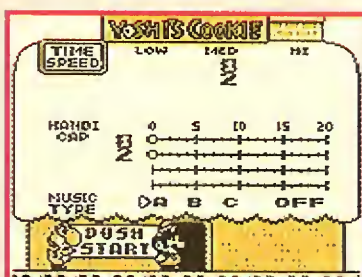 YOSHI'S COOKIE
TIME SPEED LOW MED HI
HANDI CAP 0 5 10 15 20
MUSIC TYPE ▷A B C OFF
PUSH START